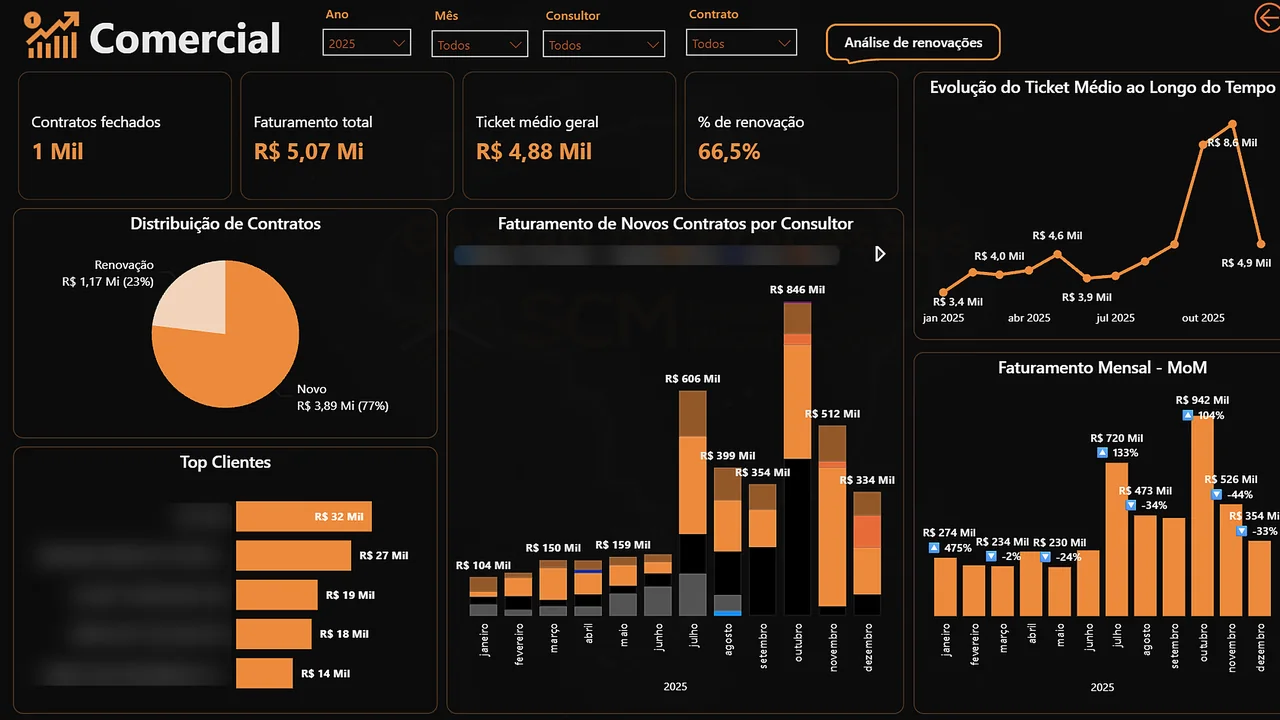 Comercial
Ano
2025
Mês
Todos
Consultor
Todos
Contrato
Todos
Análise de renovações
Contratos fechados
1 Mil
Faturamento total
R$ 5,07 Mi
Ticket médio geral
R$ 4,88 Mil
% de renovação
66,5%
Evolução do Ticket Médio ao Longo do Tempo
R$ 8,6 Mil
R$ 4,6 Mil
R$ 4,0 Mil
R$ 4,9 Mil
R$ 3,9 Mil
R$ 3,4 Mil
jan 2025
abr 2025
jul 2025
out 2025
Distribuição de Contratos
Renovação
R$ 1,17 Mi (23%)
Novo
R$ 3,89 Mi (77%)
Faturamento de Novos Contratos por Consultor
R$ 104 Mil
R$ 150 Mil
R$ 159 Mil
R$ 606 Mil
R$ 399 Mil
R$ 354 Mil
R$ 846 Mil
R$ 512 Mil
R$ 334 Mil
janeiro
fevereiro
março
abril
maio
junho
julho
agosto
setembro
outubro
novembro
dezembro
2025
Faturamento Mensal - MoM
R$ 274 Mil
475%
R$ 234 Mil
-2%
R$ 230 Mil
-24%
R$ 720 Mil
133%
R$ 473 Mil
-34%
R$ 942 Mil
104%
R$ 526 Mil
-44%
R$ 354 Mi
-33%
janeiro
fevereiro
março
abril
maio
junho
julho
agosto
setembro
outubro
novembro
dezembro
2025
Top Clientes
R$ 32 Mil
R$ 27 Mil
R$ 19 Mil
R$ 18 Mil
R$ 14 Mil
SCM